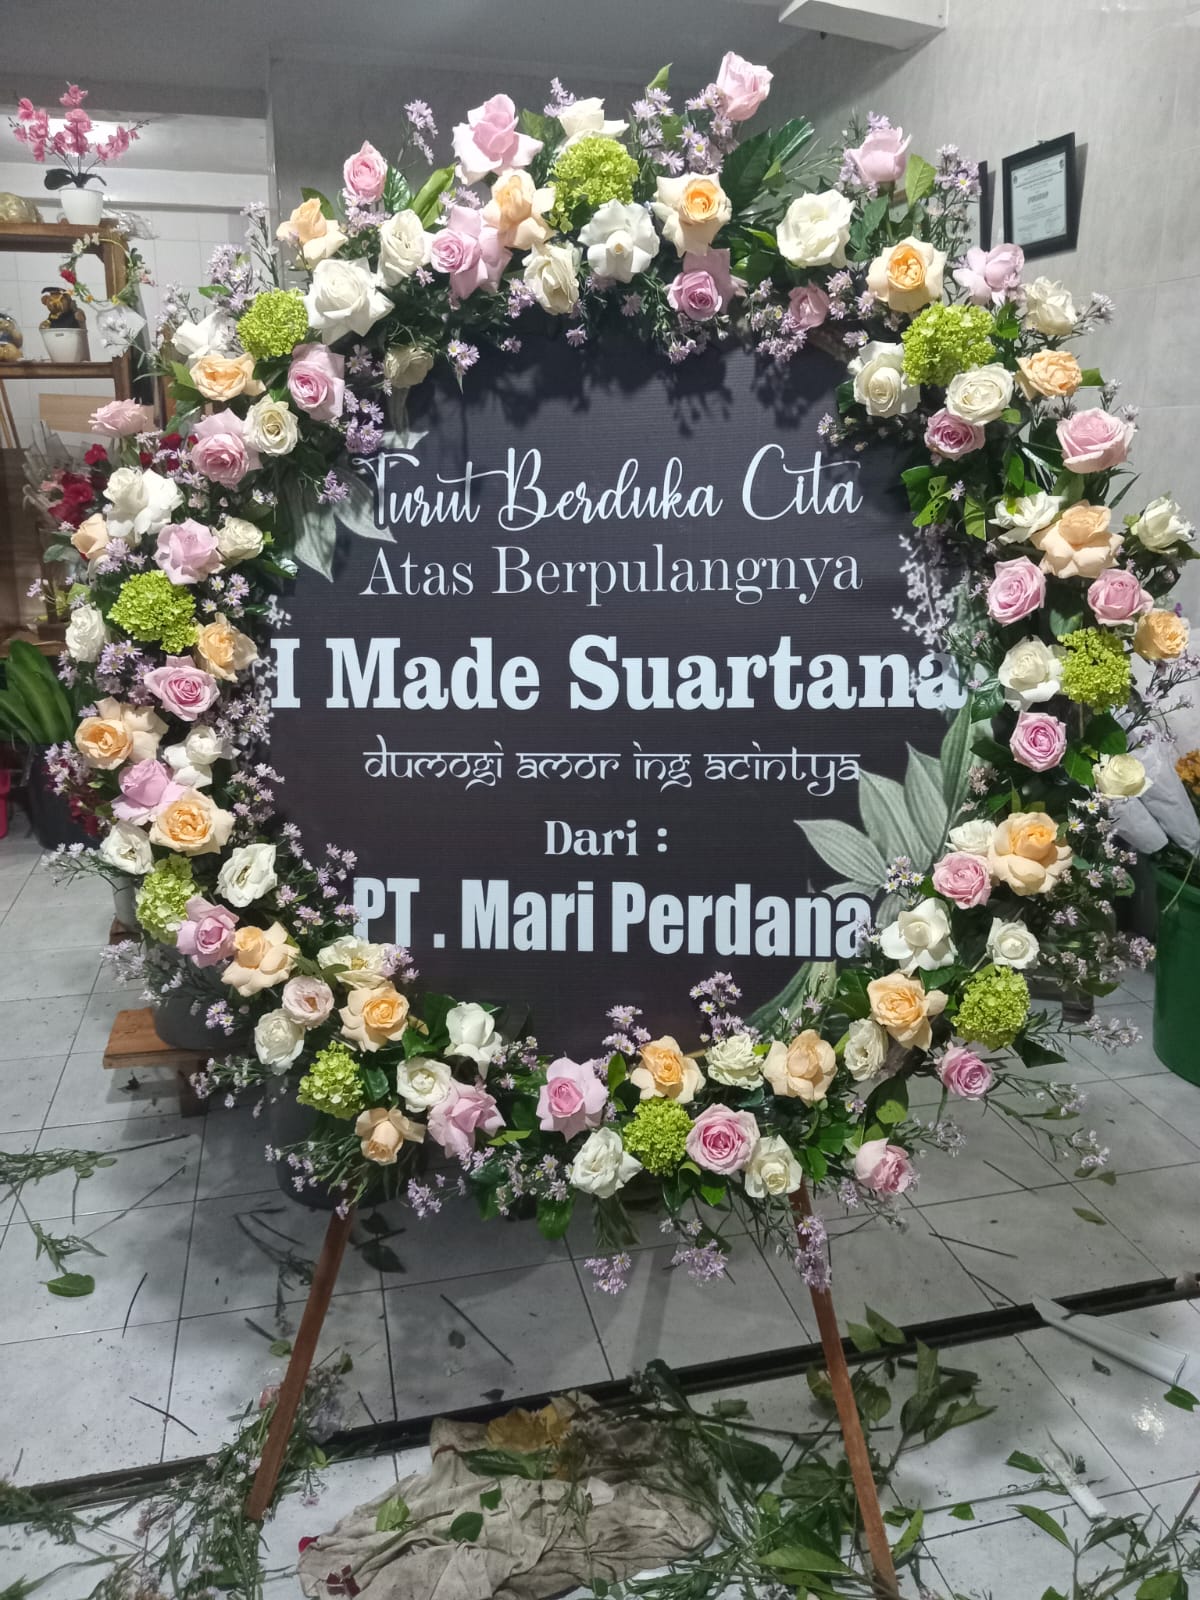 Turut Berduka Cita
Atas Berpulangnya
I Made Suartana
dumogi amor ing acintya
Dari :
PT . Mari Perdana